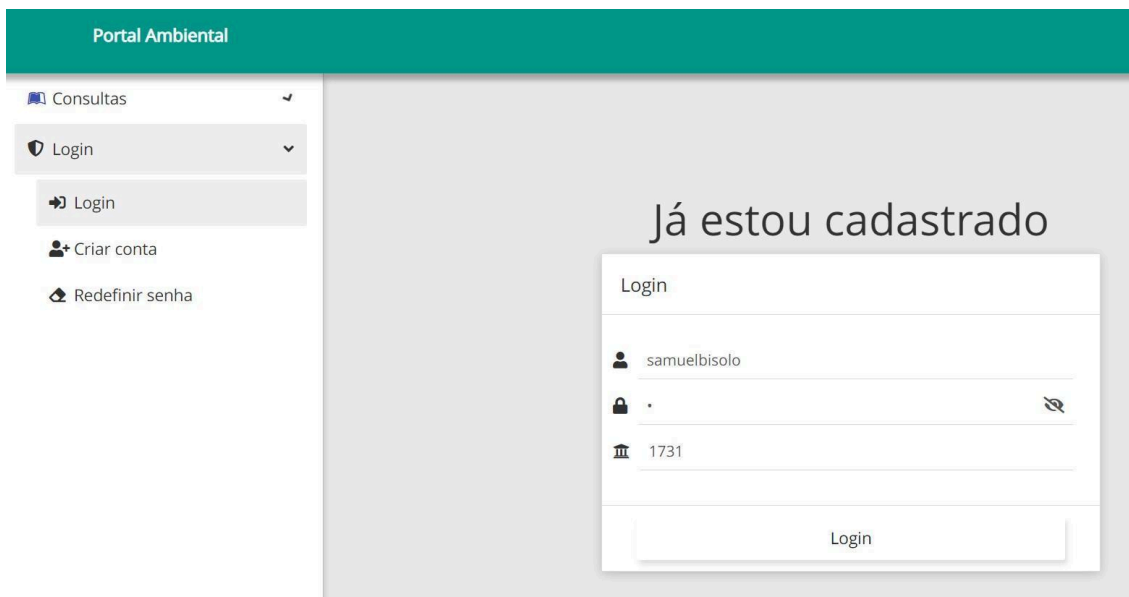 Portal Ambiental
Consultas
Login
Login
Criar conta
Redefinir senha
Já estou cadastrado
Login
samuelbisolo
•
1731
Login